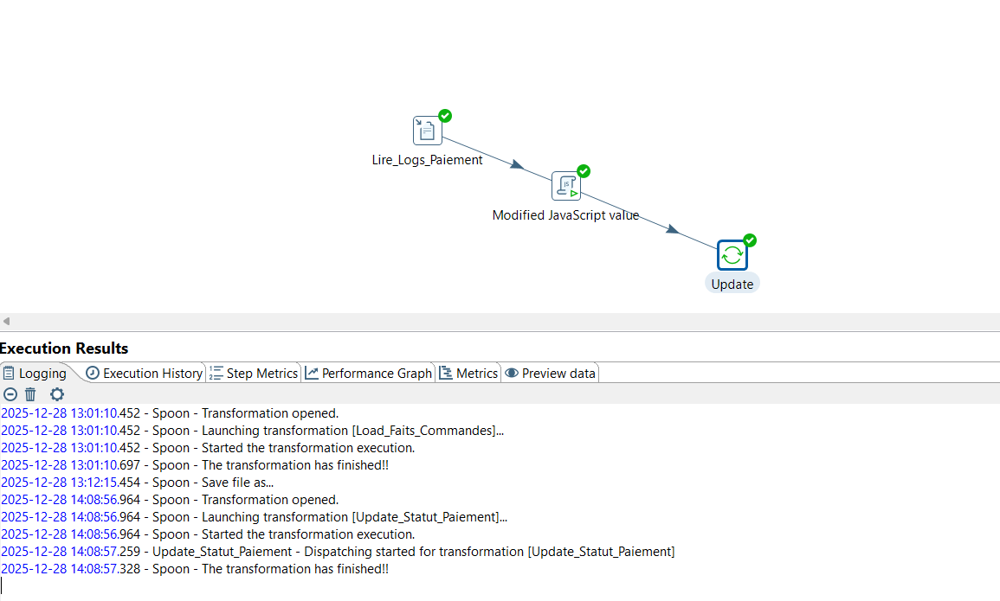 Lire_Logs_Paiement
JS
Modified JavaScript value
Update
Execution Results
Logging Execution History Step Metrics Performance Graph Metrics Preview data
2025-12-28 13:01:10.452 - Spoon - Transformation opened.
2025-12-28 13:01:10.452 - Spoon - Launching transformation [Load_Faits_Commandes]...
2025-12-28 13:01:10.452 - Spoon - Started the transformation execution.
2025-12-28 13:01:10.697 - Spoon - The transformation has finished!!
2025-12-28 13:12:15.454 - Spoon - Save file as...
2025-12-28 14:08:56.964 - Spoon - Transformation opened.
2025-12-28 14:08:56.964 - Spoon - Launching transformation [Update_Statut_Paiement]...
2025-12-28 14:08:56.964 - Spoon - Started the transformation execution.
2025-12-28 14:08:57.259 - Update_Statut_Paiement - Dispatching started for transformation [Update_Statut_Paiement]
2025-12-28 14:08:57.328 - Spoon - The transformation has finished!!